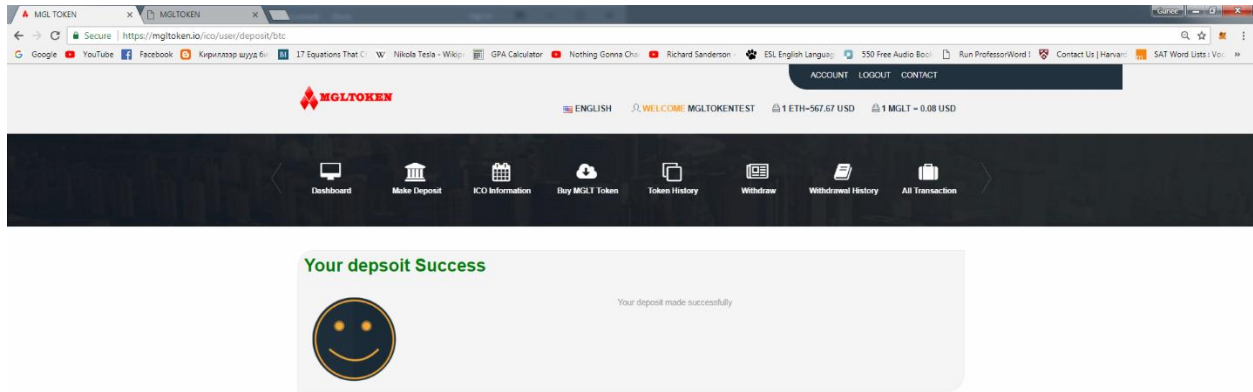 MGL TOKEN
MGLTOKEN
Gunee
Secure | https://mgltoken.io/ico/user/deposit/btc
Google YouTube Facebook Кириллээр шууд би 17 Equations That C W Nikola Tesla - Wikip GPA Calculator Nothing Gonna Cha Richard Sanderson - ESL English Languag 550 Free Audio Book Run ProfessorWord ! Contact Us | Harvard SAT Word Lists : Voc
ACCOUNT LOGOUT CONTACT
MGLTOKEN
ENGLISH WELCOME MGLTOKENTEST 1 ETH=567.67 USD 1 MGLT = 0.08 USD
Dashboard Make Deposit ICO Information Buy MGLT Token Token History Withdraw Withdrawal History All Transaction
Your depsoit Success
Your deposit made successfully